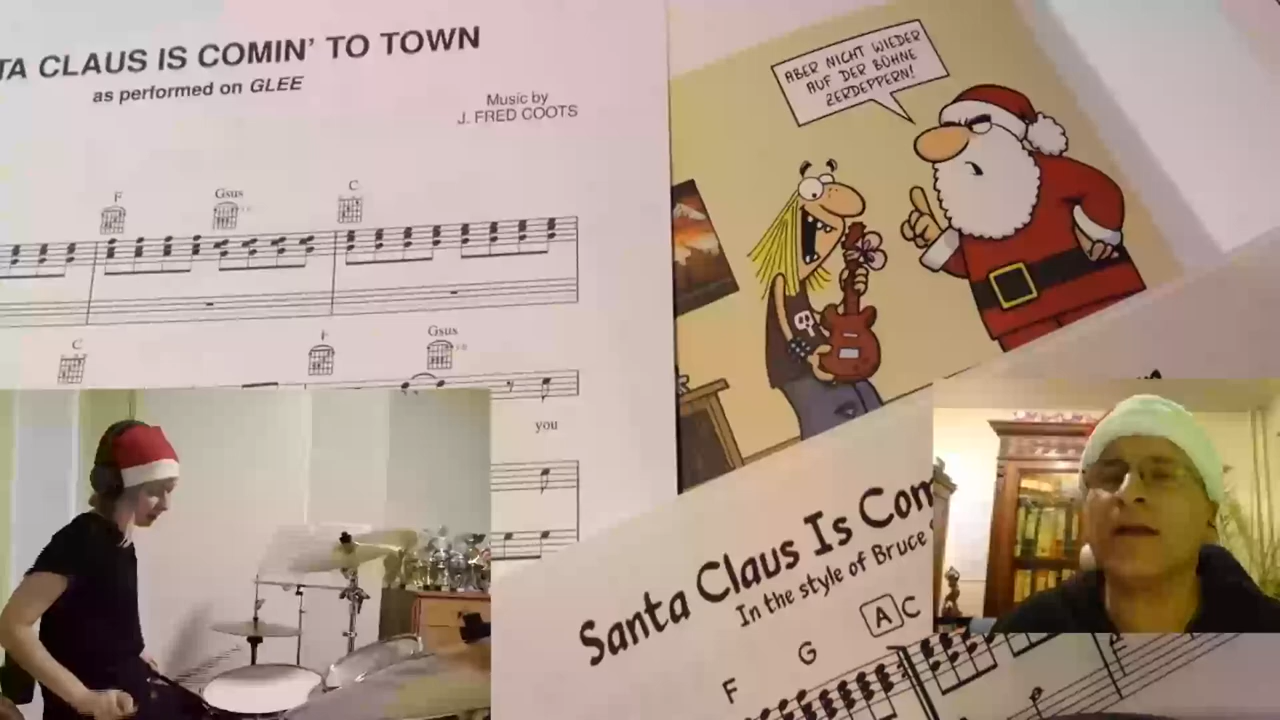 TA CLAUS IS COMIN' TO TOWN
as performed on GLEE
Music by
J. FRED COOTS
F
Gsus
C
C
F
Gsus
you
ABER NICHT WIEDER
AUF DER BÜHNE
ZERDEPPERN!
Santa Claus Is Com
In the style of Bruce
A C
F G